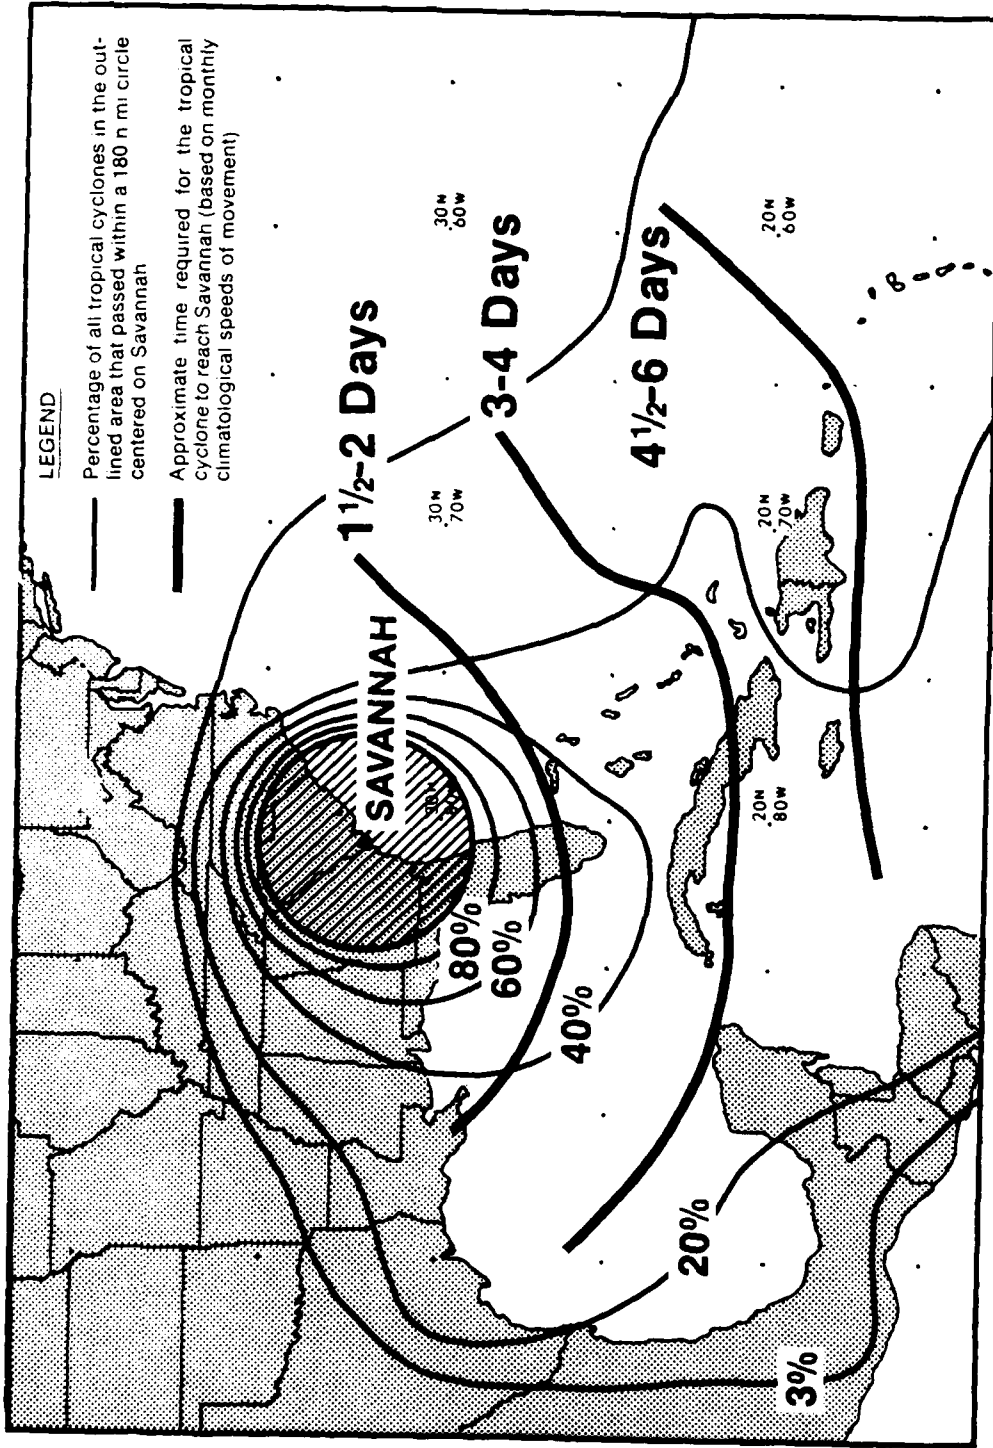 LEGEND
Percentage of all tropical cyclones in the out-
lined area that passed within a 180 n mi circle
centered on Savannah
Approximate time required for the tropical
cyclone to reach Savannah (based on monthly
climatological speeds of movement)
1½-2 Days
3-4 Days
4½-6 Days
SAVANNAH
30N
60W
30N
70W
20N
60W
20N
70W
20N
80W
80%
60%
40%
20%
3%